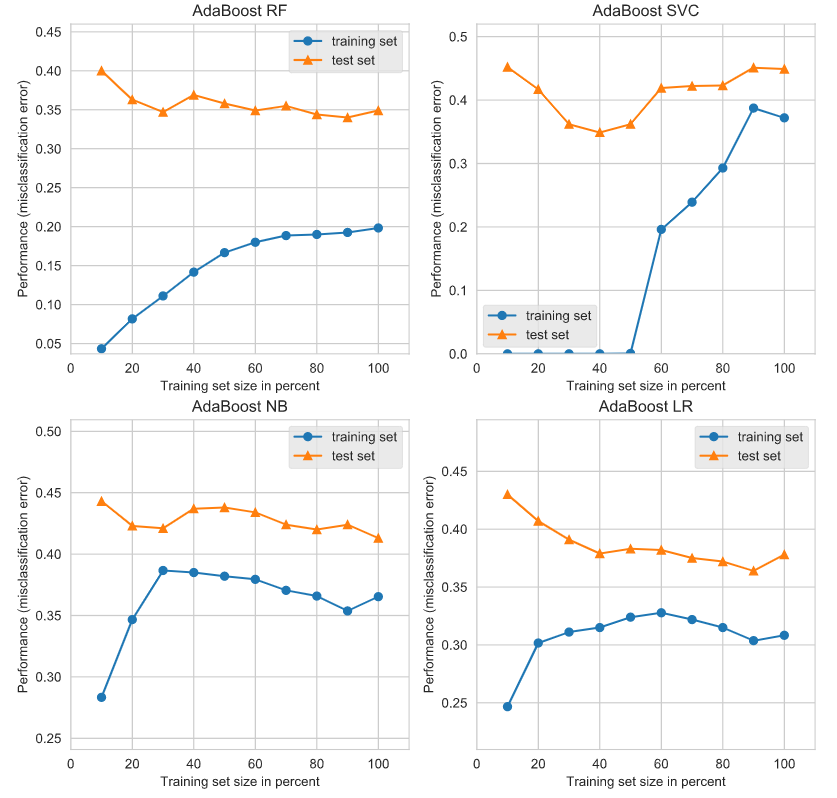 AdaBoost RF
Performance (misclassification error)
0.45
0.40
0.35
0.30
0.25
0.20
0.15
0.10
0.05
training set
test set
0 20 40 60 80 100
Training set size in percent
AdaBoost SVC
Performance (misclassification error)
0.5
0.4
0.3
0.2
0.1
0.0
training set
test set
0 20 40 60 80 100
Training set size in percent
AdaBoost NB
Performance (misclassification error)
0.50
0.45
0.40
0.35
0.30
0.25
training set
test set
0 20 40 60 80 100
Training set size in percent
AdaBoost LR
Performance (misclassification error)
0.45
0.40
0.35
0.30
0.25
training set
test set
0 20 40 60 80 100
Training set size in percent